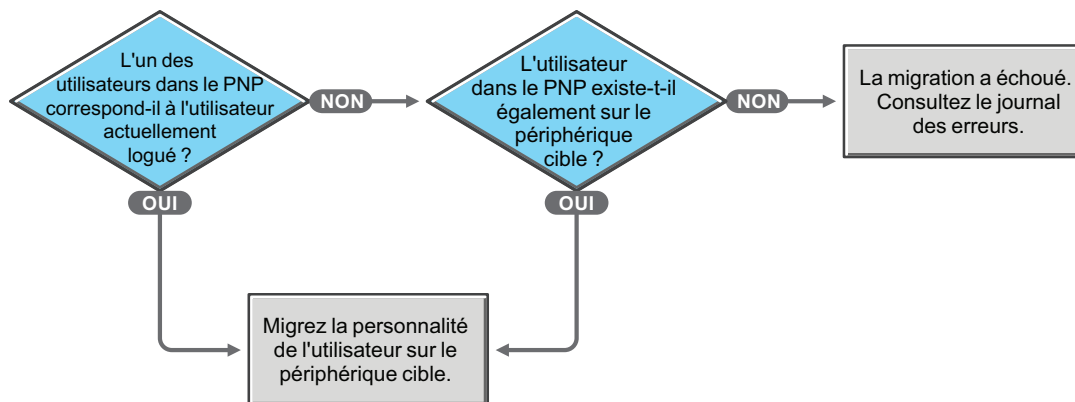 L'un des
utilisateurs dans le PNP
correspond-il à l'utilisateur
actuellement
logué ?
NON
OUI
L'utilisateur
dans le PNP existe-t-il
également sur le
périphérique
cible ?
NON
OUI
La migration a échoué.
Consultez le journal
des erreurs.
Migrez la personnalité
de l'utilisateur sur le
périphérique cible.